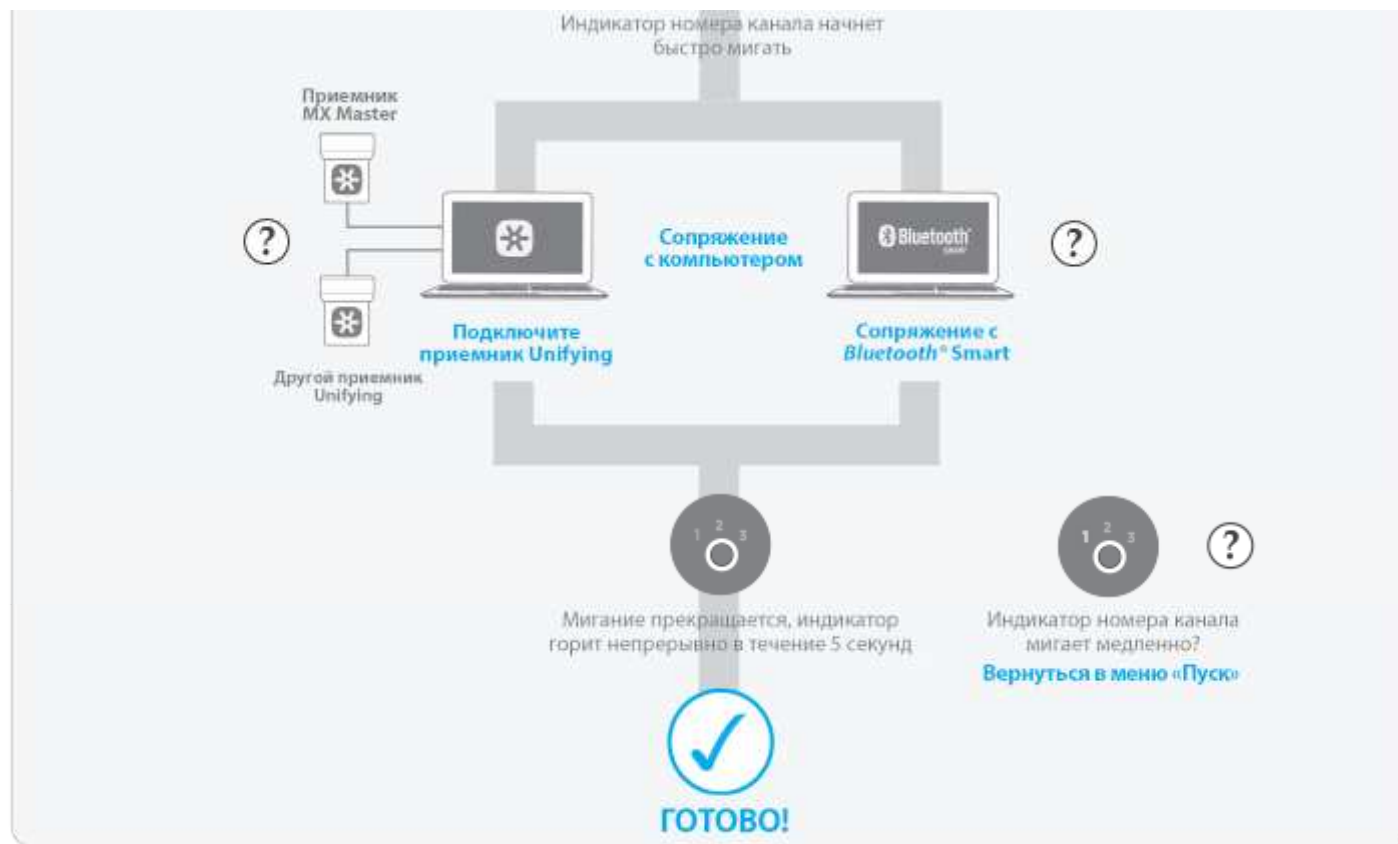 Индикатор номера канала начнет
быстро мигать
Приемник
MX Master
?
Сопряжение
с компьютером
Bluetooth
SMART
?
Подключите
приемник Unifying
Сопряжение с
Bluetooth® Smart
Другой приемник
Unifying
1 2 3
1 2 3
?
Мигание прекращается, индикатор
горит непрерывно в течение 5 секунд
Индикатор номера канала
мигает медленно?
Вернуться в меню «Пуск»
ГОТОВО!